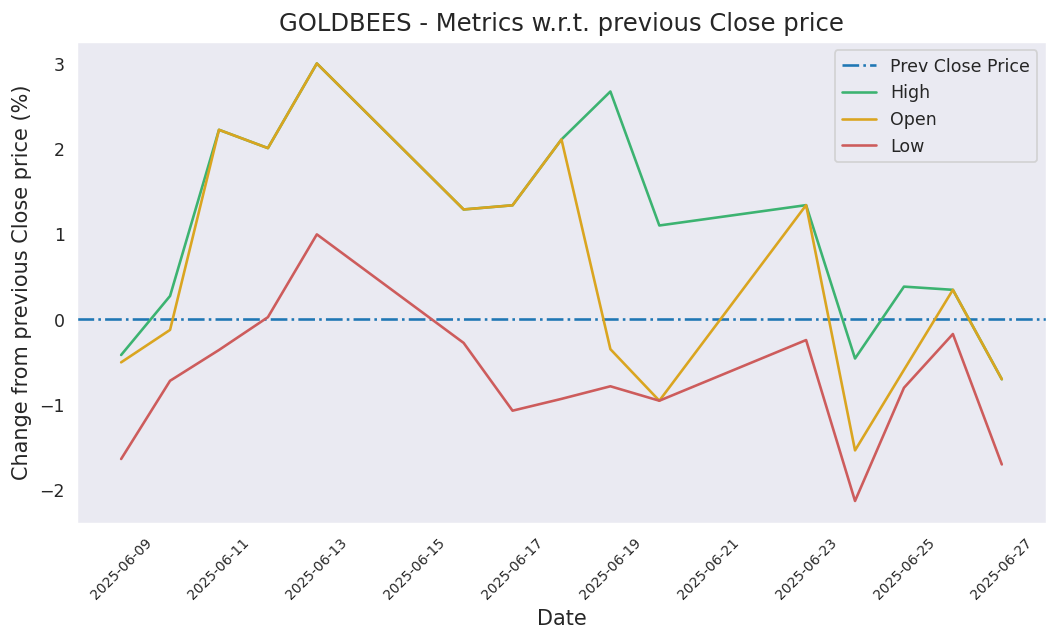 GOLDBEES - Metrics w.r.t. previous Close price
Change from previous Close price (%)
3
2
1
0
−1
−2
Prev Close Price
High
Open
Low
2025-06-09
2025-06-11
2025-06-13
2025-06-15
2025-06-17
2025-06-19
2025-06-21
2025-06-23
2025-06-25
2025-06-27
Date